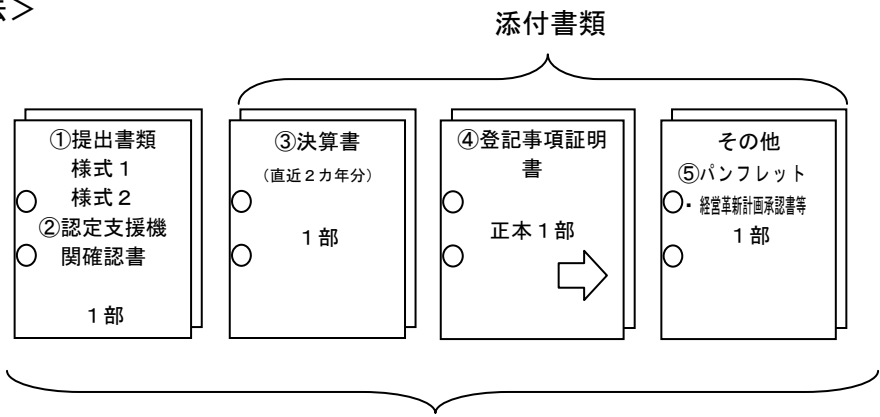 ＞
添付書類
①提出書類
様式１
様式２
②認定支援機
関確認書
１部
③決算書
（直近２カ年分）
１部
④登記事項証明
書
正本１部
その他
⑤パンフレット
・経営革新計画承認書等
１部